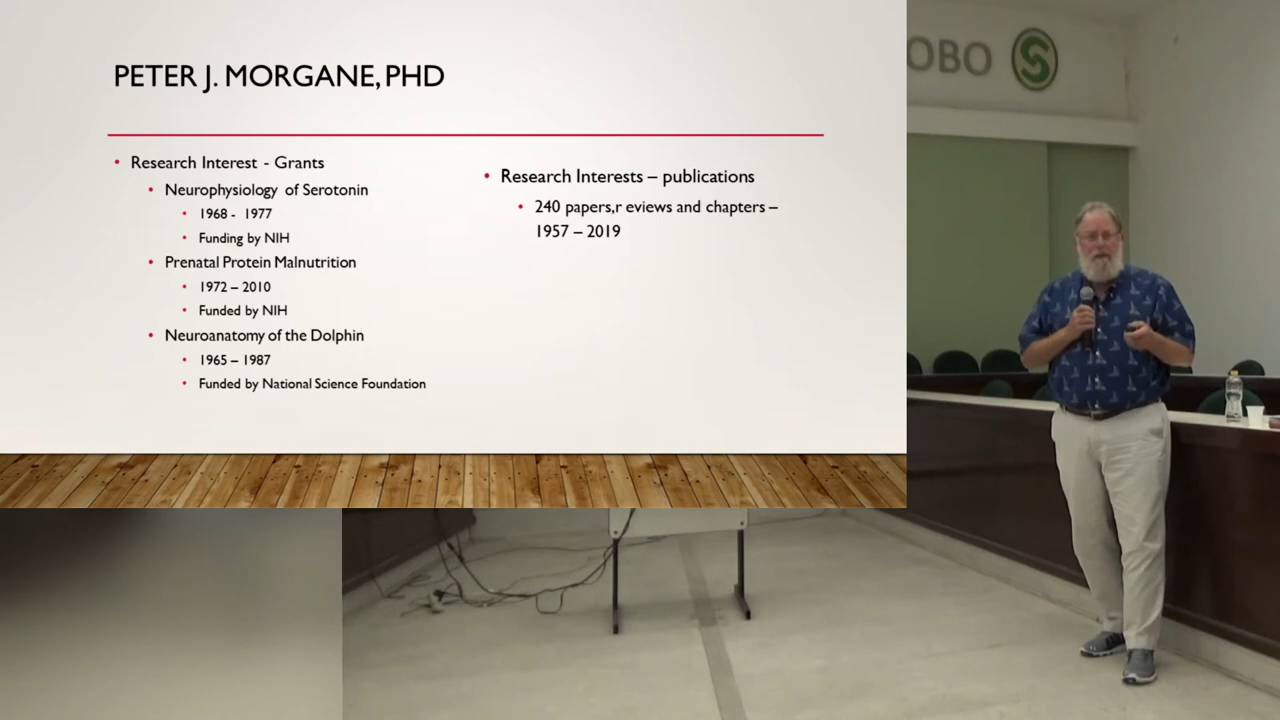 PETER J. MORGANE, PHD
• Research Interest - Grants
• Neurophysiology of Serotonin
• 1968 - 1977
• Funding by NIH
• Prenatal Protein Malnutrition
• 1972 – 2010
• Funded by NIH
• Neuroanatomy of the Dolphin
• 1965 – 1987
• Funded by National Science Foundation
• Research Interests – publications
• 240 papers,r eviews and chapters –
1957 – 2019
OBO S